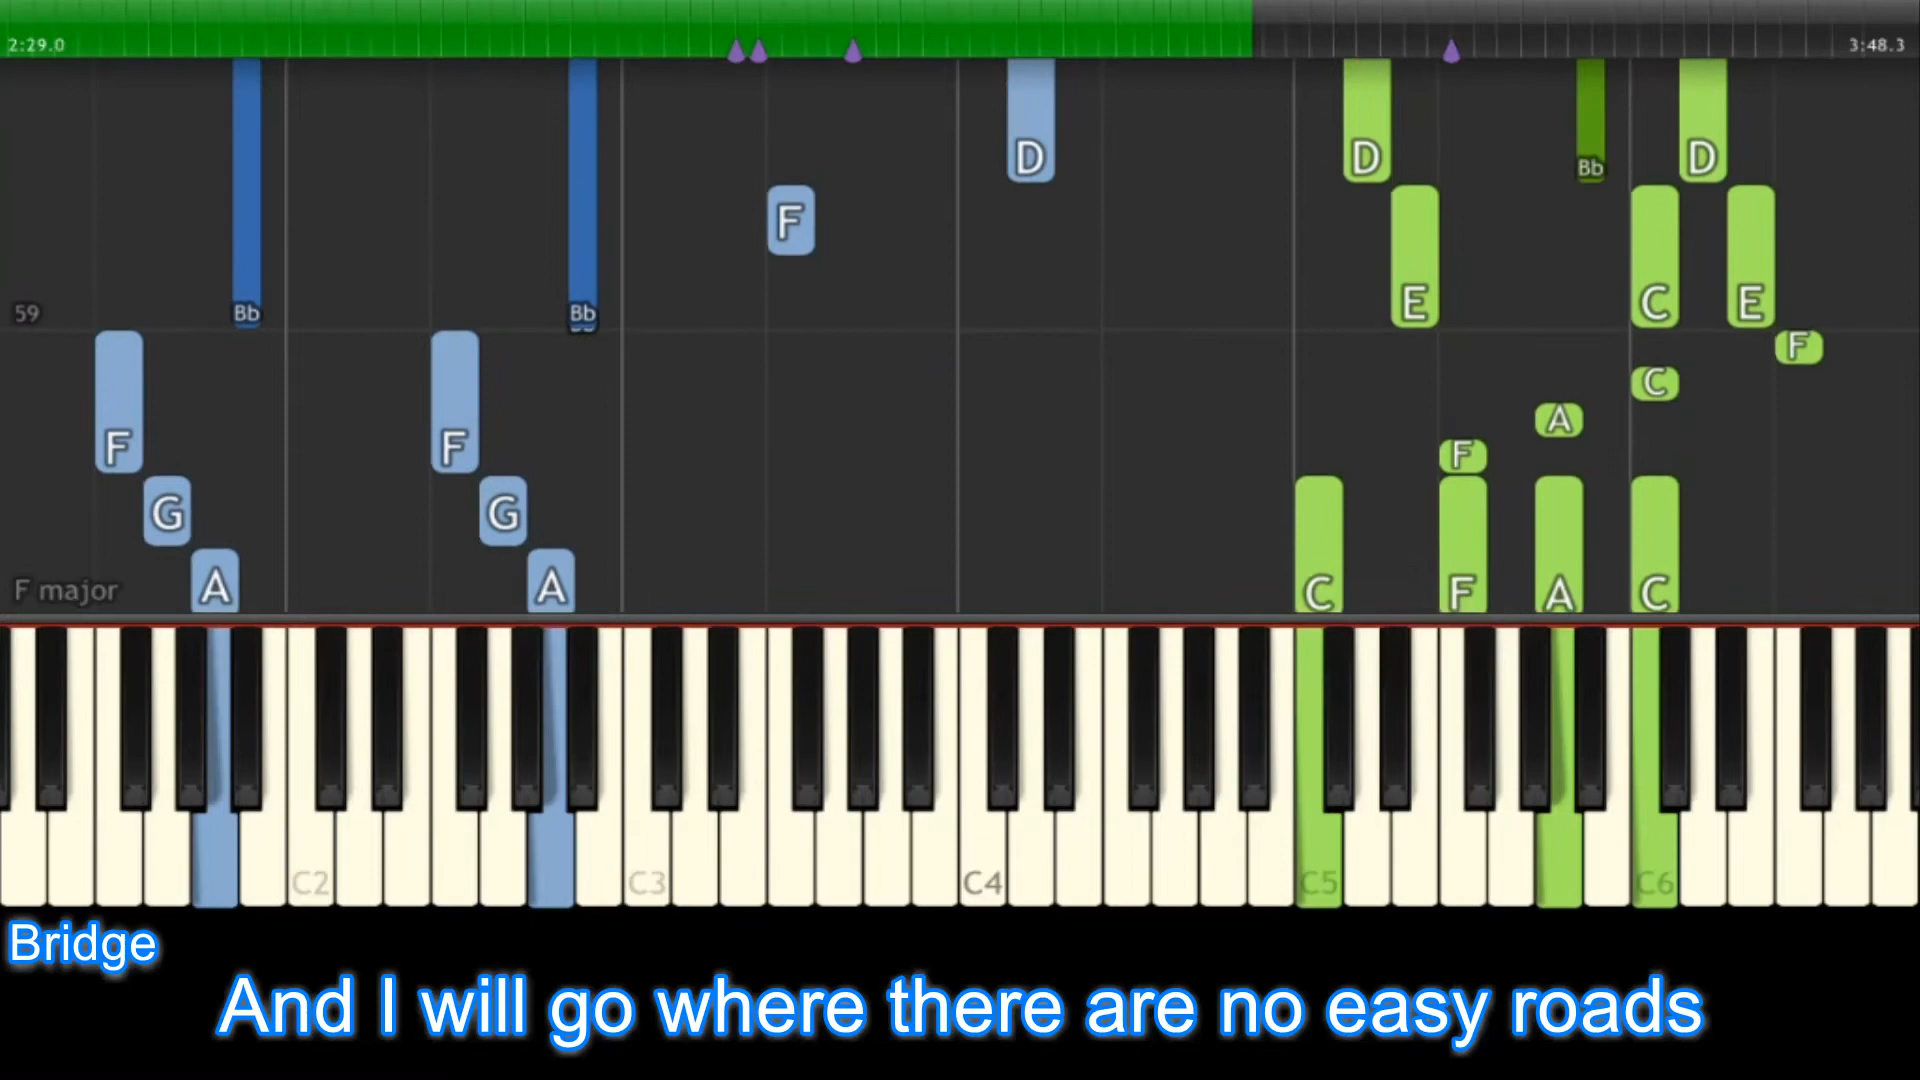 2:29.0 3:48.3
D D Bb D
F
E C E
59 Bb Bb
F
C
A
F F F
G G
A A C F A C
F major
C2 C3 C4 C5 C6
Bridge
And I will go where there are no easy roads